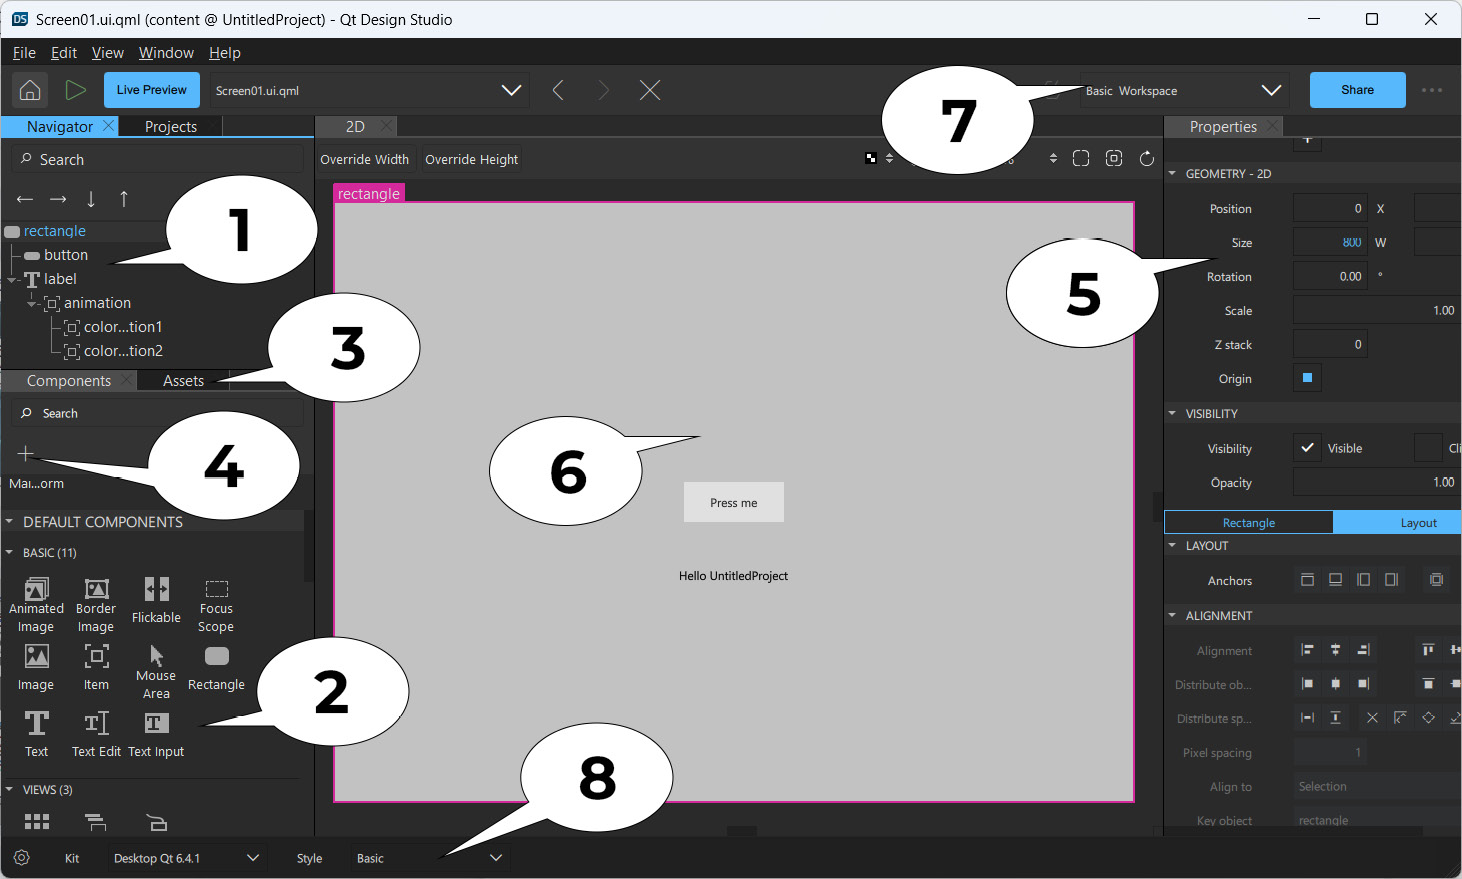 Screen01.ui.qml (content @ UntitledProject) - Qt Design Studio
File Edit View Window Help
Live Preview Screen01.ui.qml Basic Workspace Share
Navigator Projects 2D Properties
Search
Override Width Override Height %
GEOMETRY - 2D
rectangle
Position 0 X
rectangle
Size 800 W
button
Rotation 0.00 °
label
Scale 1.00
animation
color...tion1
Z stack 0
color...tion2
Origin
Components Assets
Search
VISIBILITY
Visibility Visible
Mai...orm
Opacity 1.00
DEFAULT COMPONENTS
Rectangle Layout
BASIC (11)
LAYOUT
Press me
Hello UntitledProject
Anchors
Animated Image
Border Image
Flickable
Focus Scope
ALIGNMENT
Alignment
Image Item Mouse Area Rectangle
Distribute ob...
Distribute sp...
Text Text Edit Text Input
Pixel spacing 1
VIEWS (3)
Align to Selection
Key object rectangle
Kit Desktop Qt 6.4.1 Style Basic
1
2
3
4
5
6
7
8